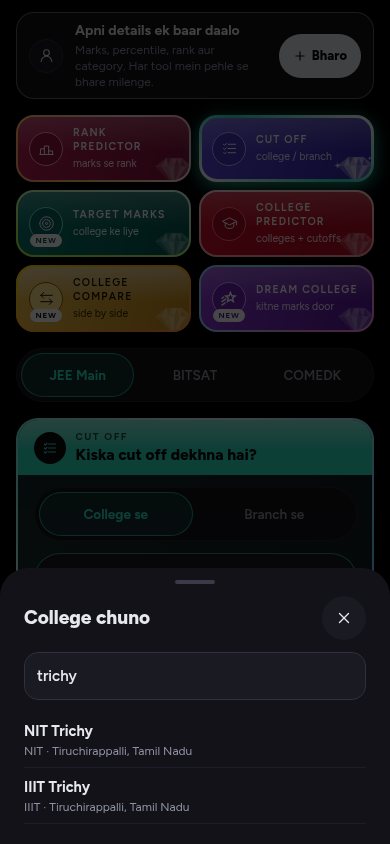 Apni details ek baar daalo
Marks, percentile, rank aur
category. Har tool mein pehle se
bhare milenge.
+ Bharo
RANK
PREDICTOR
marks se rank
CUT OFF
college / branch
TARGET MARKS
college ke liye
NEW
COLLEGE
PREDICTOR
colleges + cutoffs
COLLEGE
COMPARE
side by side
NEW
DREAM COLLEGE
kitne marks door
NEW
JEE Main
BITSAT
COMEDK
CUT OFF
Kiska cut off dekhna hai?
College se
Branch se
College chuno
trichy
NIT Trichy
NIT · Tiruchirappalli, Tamil Nadu
IIIT Trichy
IIIT · Tiruchirappalli, Tamil Nadu